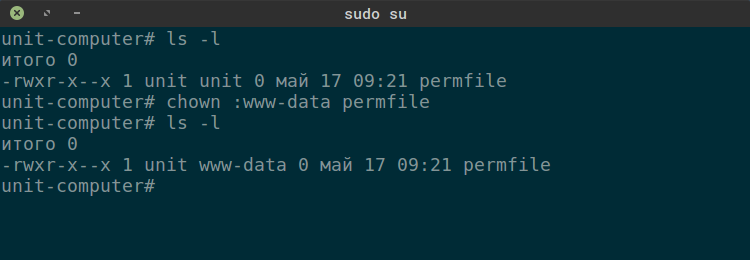 sudo su
unit-computer# ls -l
итого 0
-rwxr-x--x 1 unit unit 0 май 17 09:21 permfile
unit-computer# chown :www-data permfile
unit-computer# ls -l
итого 0
-rwxr-x--x 1 unit www-data 0 май 17 09:21 permfile
unit-computer#